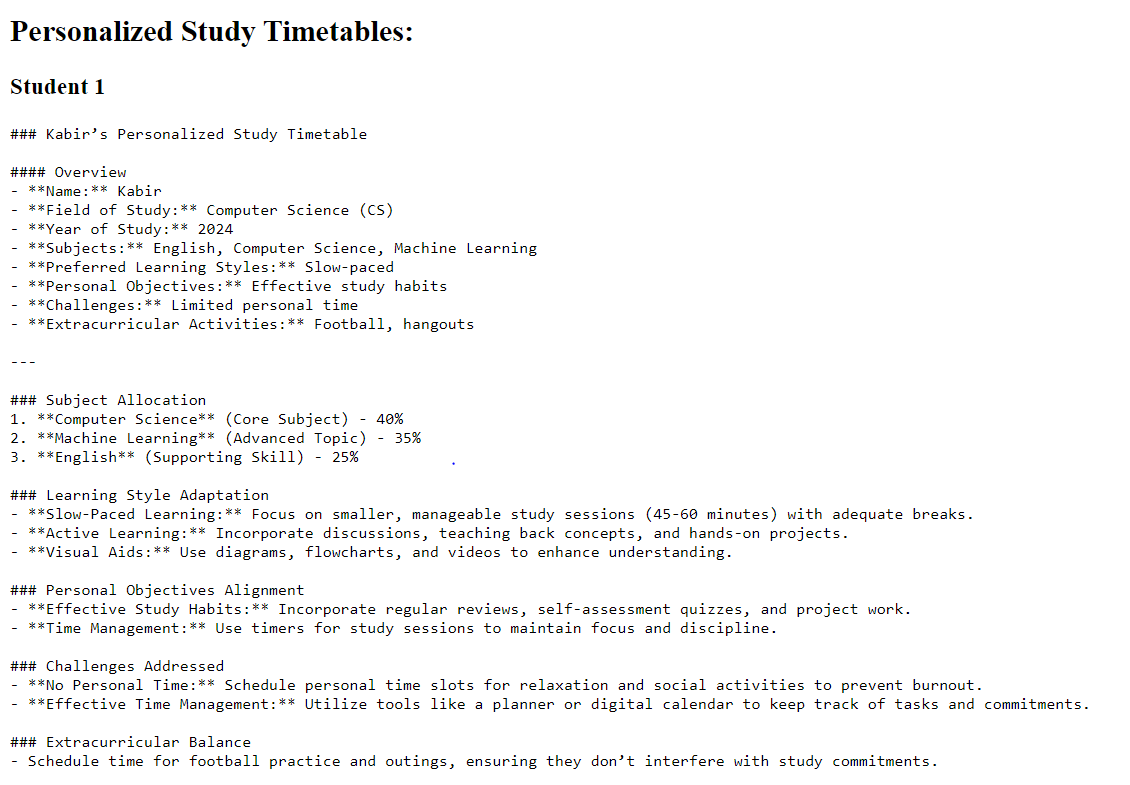 Personalized Study Timetables:
Student 1
### Kabir’s Personalized Study Timetable
#### Overview
- **Name:** Kabir
- **Field of Study:** Computer Science (CS)
- **Year of Study:** 2024
- **Subjects:** English, Computer Science, Machine Learning
- **Preferred Learning Styles:** Slow-paced
- **Personal Objectives:** Effective study habits
- **Challenges:** Limited personal time
- **Extracurricular Activities:** Football, hangouts
---
### Subject Allocation
1. **Computer Science** (Core Subject) - 40%
2. **Machine Learning** (Advanced Topic) - 35%
3. **English** (Supporting Skill) - 25%
### Learning Style Adaptation
- **Slow-Paced Learning:** Focus on smaller, manageable study sessions (45-60 minutes) with adequate breaks.
- **Active Learning:** Incorporate discussions, teaching back concepts, and hands-on projects.
- **Visual Aids:** Use diagrams, flowcharts, and videos to enhance understanding.
### Personal Objectives Alignment
- **Effective Study Habits:** Incorporate regular reviews, self-assessment quizzes, and project work.
- **Time Management:** Use timers for study sessions to maintain focus and discipline.
### Challenges Addressed
- **No Personal Time:** Schedule personal time slots for relaxation and social activities to prevent burnout.
- **Effective Time Management:** Utilize tools like a planner or digital calendar to keep track of tasks and commitments.
### Extracurricular Balance
- Schedule time for football practice and outings, ensuring they don’t interfere with study commitments.